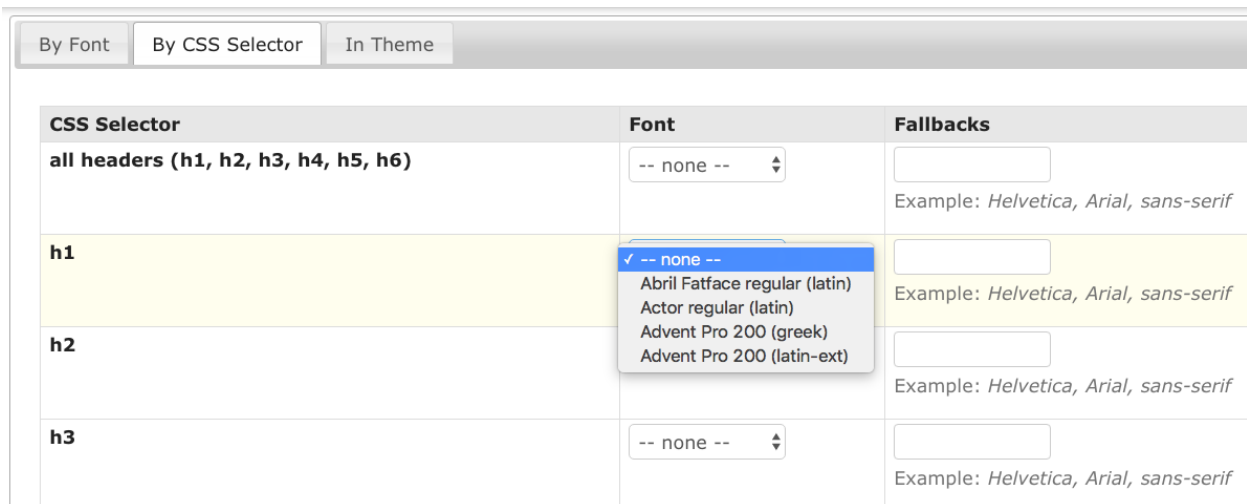 By Font By CSS Selector In Theme
CSS Selector Font Fallbacks
all headers (h1, h2, h3, h4, h5, h6) -- none --
Example: Helvetica, Arial, sans-serif
h1
✓ -- none --
Abril Fatface regular (latin)
Actor regular (latin)
Advent Pro 200 (greek)
Advent Pro 200 (latin-ext)
Example: Helvetica, Arial, sans-serif
h2
Example: Helvetica, Arial, sans-serif
h3 -- none --
Example: Helvetica, Arial, sans-serif